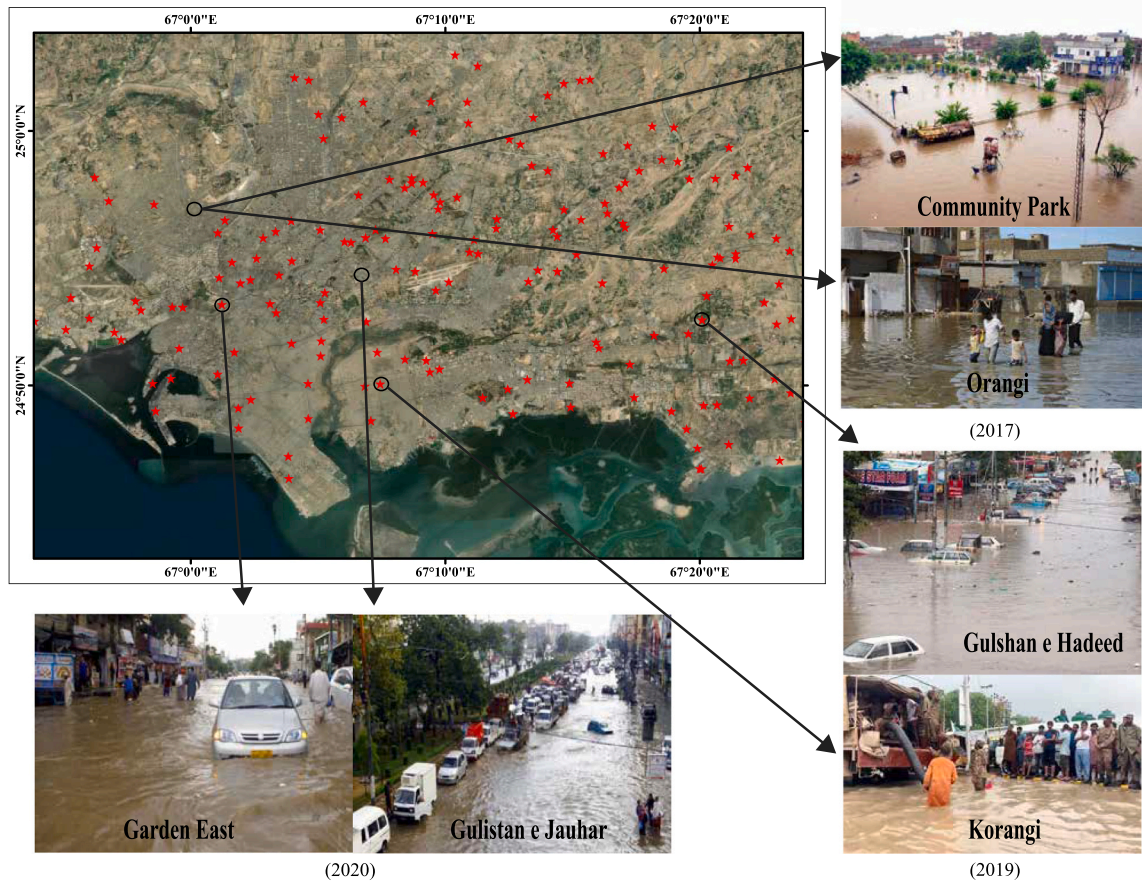 67°0'0"E
67°10'0"E
67°20'0"E
25°0'0"N
24°50'0"N
67°0'0"E
67°10'0"E
67°20'0"E
Community Park
Orangi
(2017)
Gulshan e Hadeed
Korangi
(2019)
Garden East
Gulistan e Jauhar
(2020)